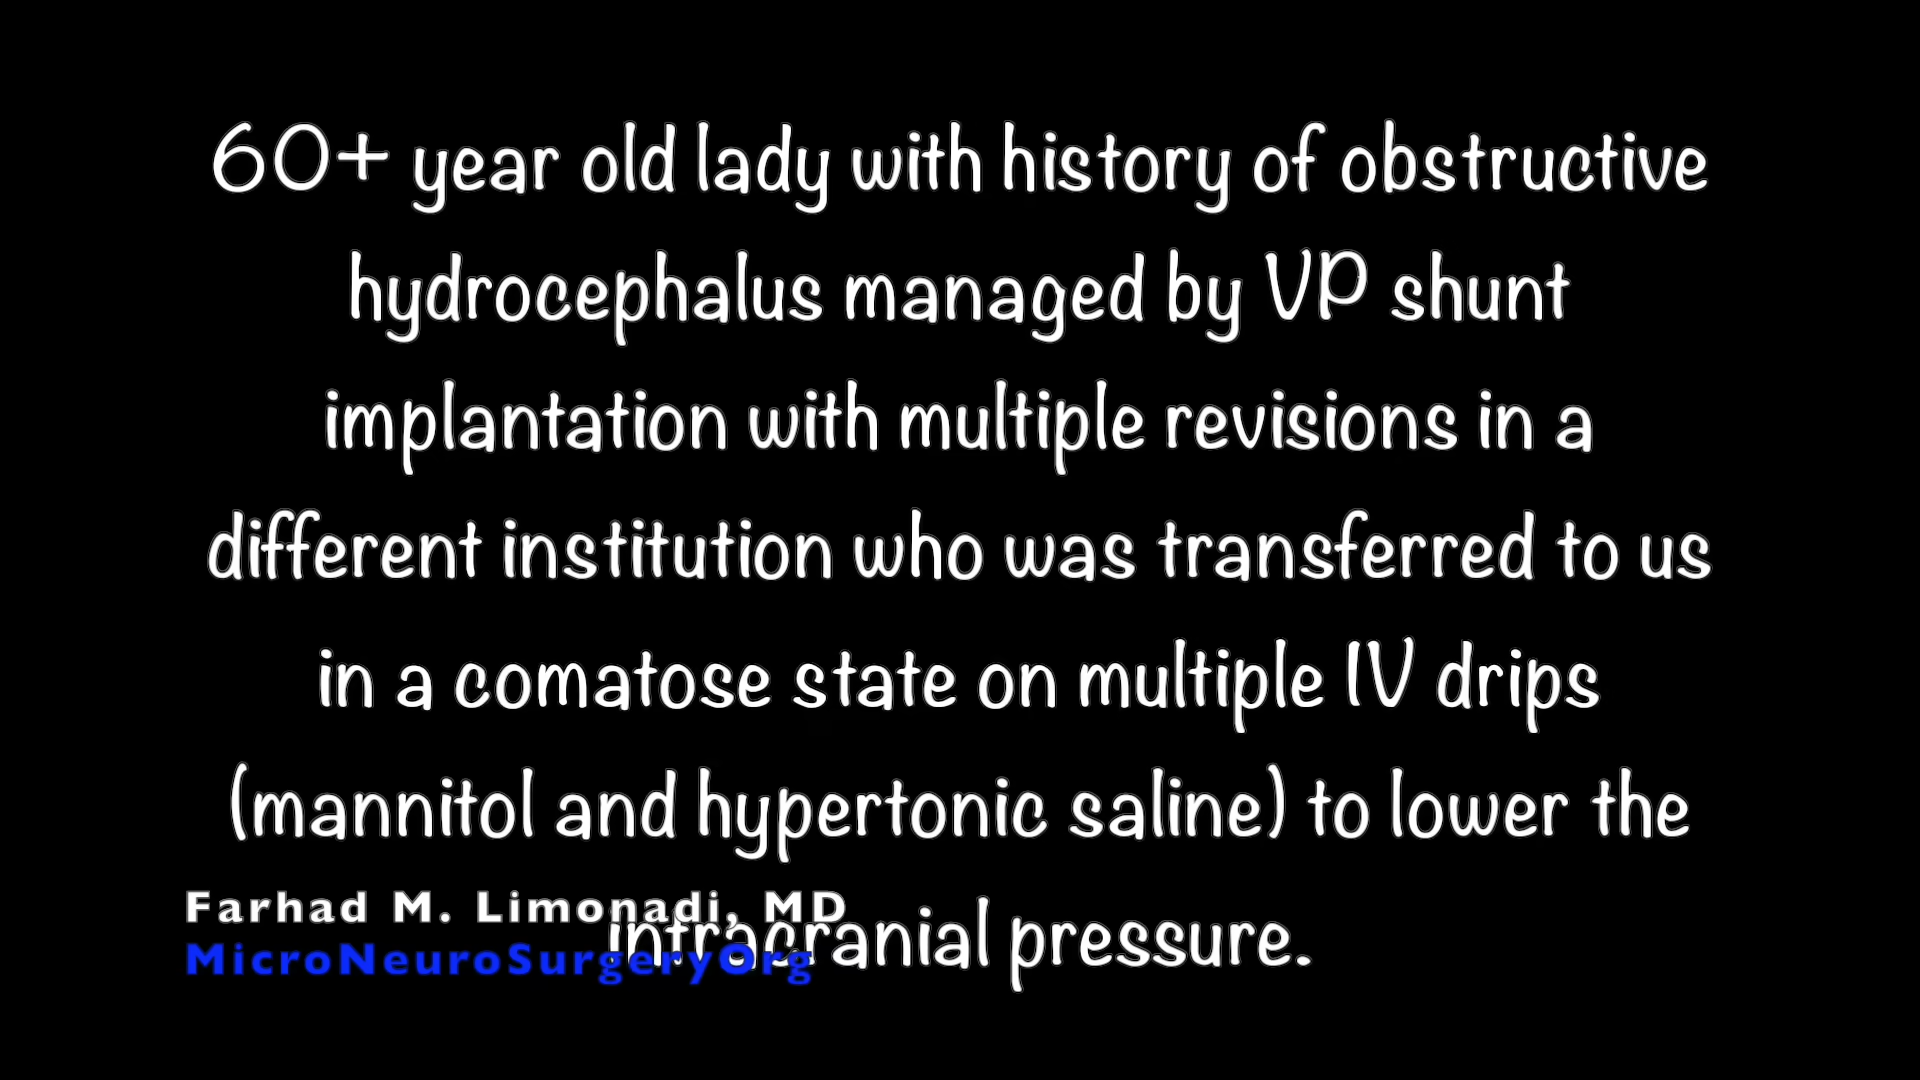 60+ year old lady with history of obstructive
hydrocephalus managed by VP shunt
implantation with multiple revisions in a
different institution who was transferred to us
in a comatose state on multiple IV drips
(mannitol and hypertonic saline) to lower the
intracranial pressure.
Farhad M. Limonadi, MD
MicroNeuroSurgeryOrg